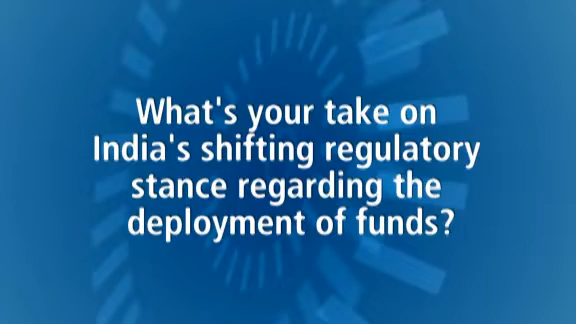 What's your take on
India's shifting regulatory
stance regarding the
deployment of funds?